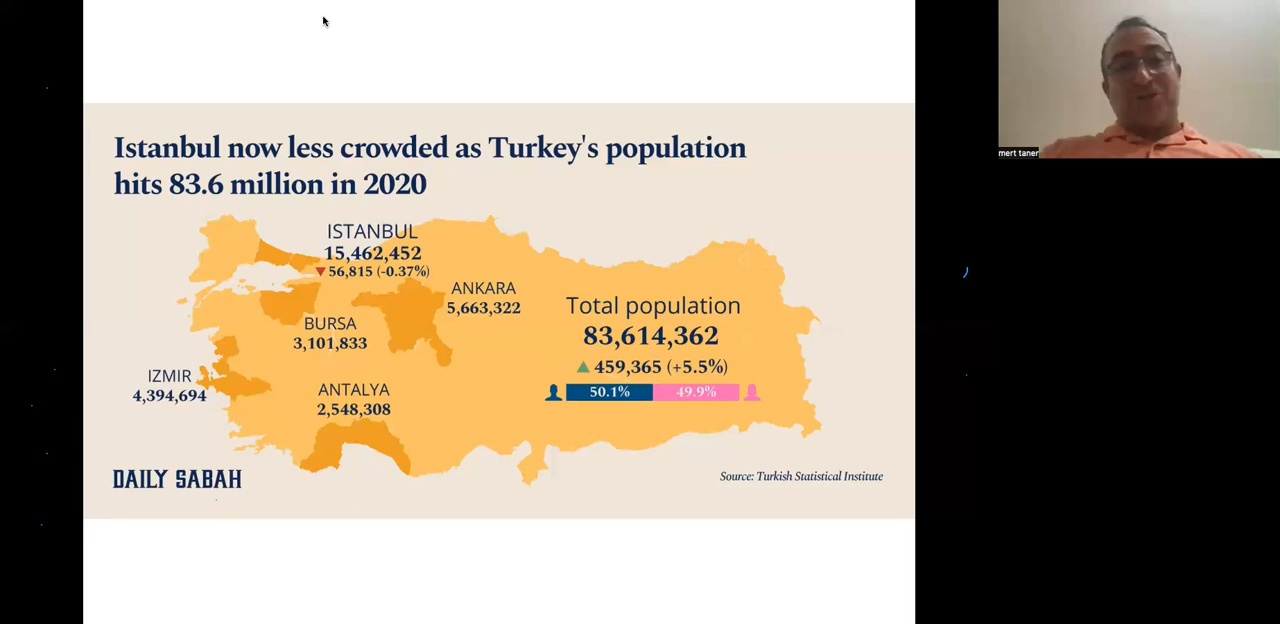 Istanbul now less crowded as Turkey's population
hits 83.6 million in 2020
ISTANBUL
15,462,452
▼ 56,815 (-0.37%)
ANKARA
5,663,322
BURSA
3,101,833
IZMIR
4,394,694
ANTALYA
2,548,308
Total population
83,614,362
▲ 459,365 (+5.5%)
50.1% 49.9%
DAILY SABAH
Source: Turkish Statistical Institute
mert taner